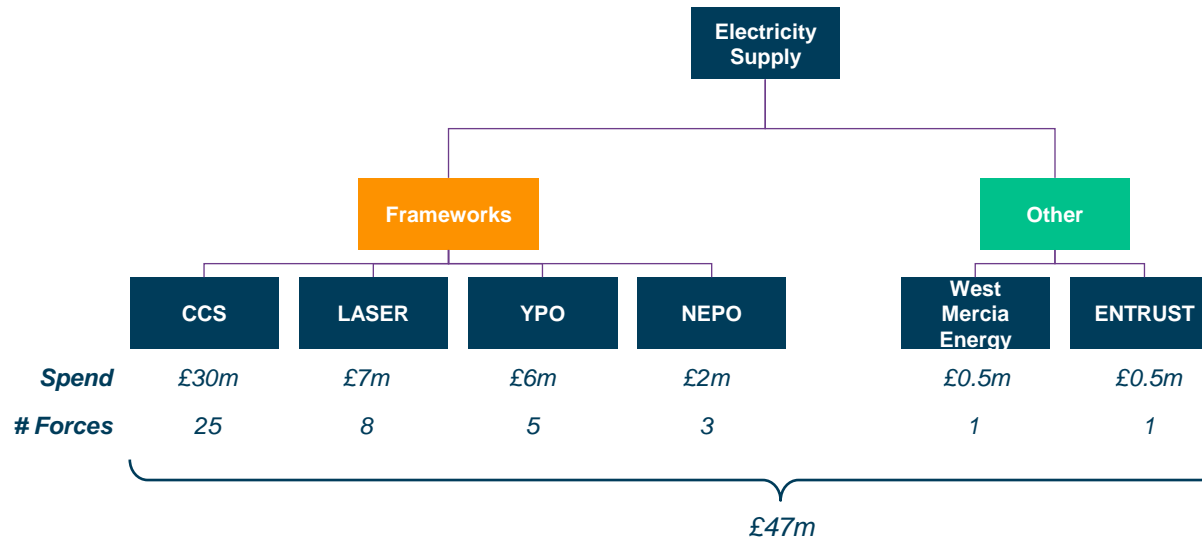 Electricity
Supply
Frameworks
Other
CCS
LASER
YPO
NEPO
West
Mercia
Energy
ENTRUST
Spend £30m £7m £6m £2m £0.5m £0.5m
# Forces 25 8 5 3 1 1
£47m